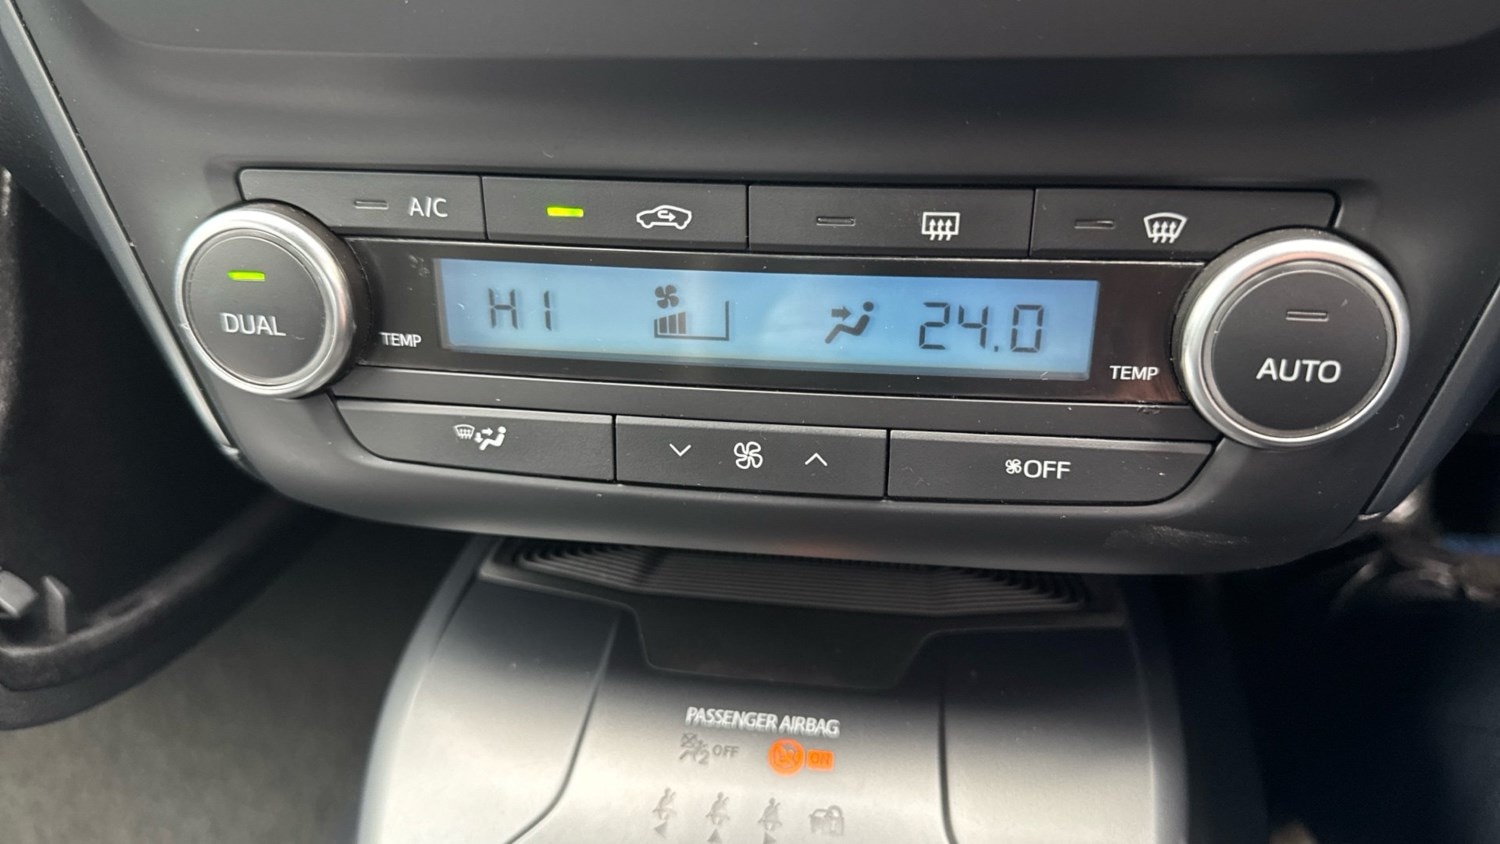 A/C
DUAL
TEMP
HI
24.0
TEMP
AUTO
OFF
PASSENGER AIRBAG
OFF ON